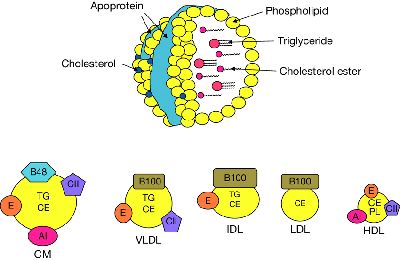 Apoprotein
Phospholipid
Triglyceride
Cholesterol
Cholesterol ester
B48
E
CII
TG
CE
AI
CM
B100
E
TG
CE
CII
VLDL
B100
E
TG
CE
IDL
B100
CE
LDL
E
CE
PL
A
CII
HDL